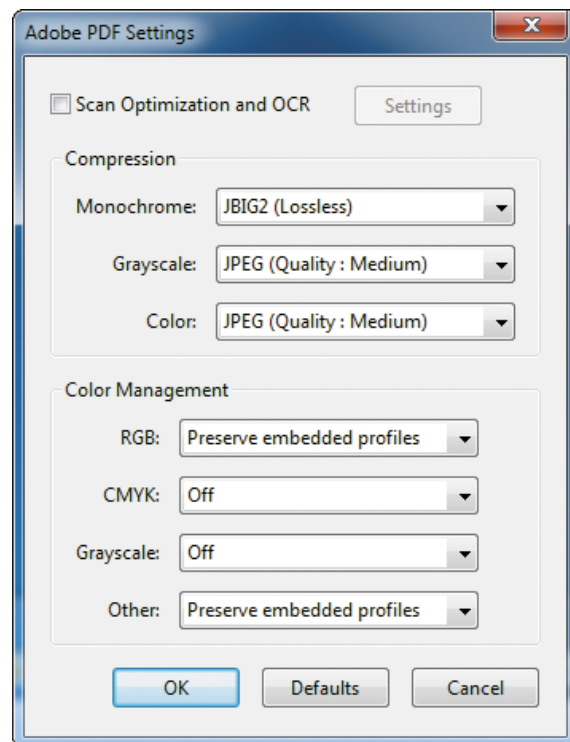 Adobe PDF Settings
Scan Optimization and OCR Settings
Compression
Monochrome: JBIG2 (Lossless)
Grayscale: JPEG (Quality : Medium)
Color: JPEG (Quality : Medium)
Color Management
RGB: Preserve embedded profiles
CMYK: Off
Grayscale: Off
Other: Preserve embedded profiles
OK Defaults Cancel